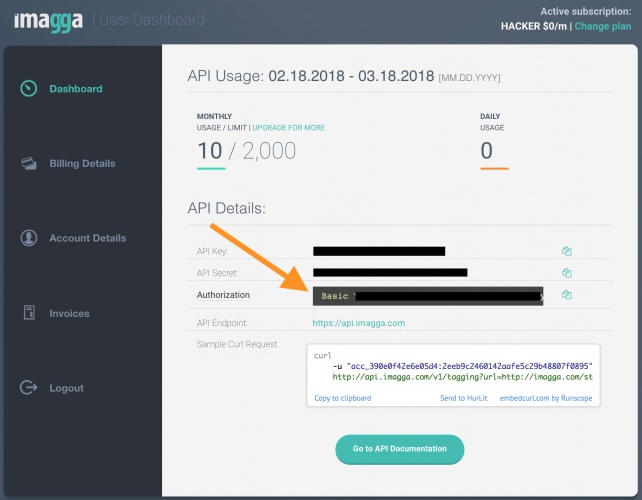 imagga | User Dashboard
Active subscription:
HACKER $0/m | Change plan
Dashboard
Billing Details
Account Details
Invoices
Logout
API Usage: 02.18.2018 - 03.18.2018 [MM.DD.YYYY]
MONTHLY
USAGE / LIMIT | UPGRADE FOR MORE
10 / 2,000
DAILY
USAGE
0
API Details:
API Key:
API Secret:
Authorization
Basic
API Endpoint:
https://api.imagga.com
Sample Curl Request
curl
-u "acc_390e0f42e6e05d4:2eeb9c2460142aafe5c29b48807f0895"
http://api.imagga.com/v1/tagging?url=http://imagga.com/st
Copy to clipboard
Send to Hurl.it
embedcurl.com by Runscope
Go to API Documentation